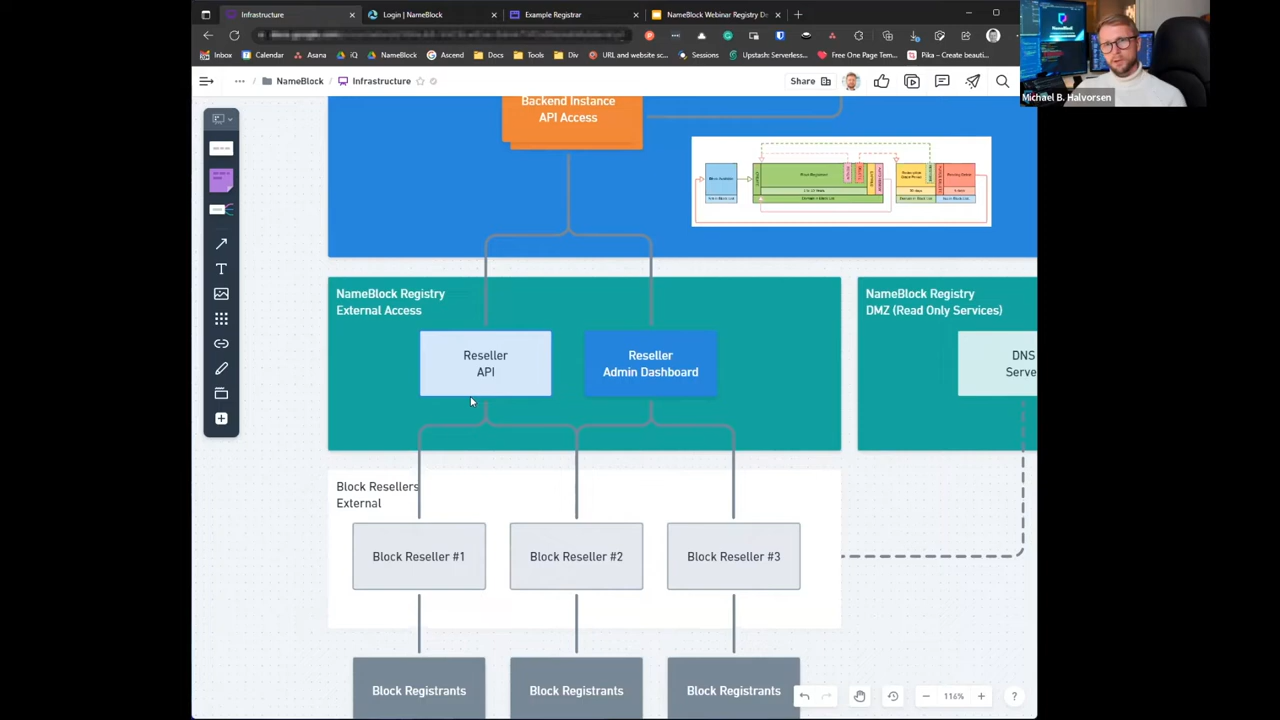 Infrastructure
Login | NameBlock
Example Registrar
NameBlock Webinar Registry De
Inbox
Calendar
Asana
NameBlock
Ascend
Docs
Tools
Div
URL and website sc...
Sessions
Upstash: Serverless...
Free One Page Tem...
Pika – Create beauti...
NameBlock
Infrastructure
Share
Michael B. Halvorsen
NameBlock
Backend Instance
API Access
NameBlock Registry
External Access
Reseller
API
Reseller
Admin Dashboard
NameBlock Registry
DMZ (Read Only Services)
DNS
Serve
Block Resellers
External
Block Reseller #1
Block Reseller #2
Block Reseller #3
Block Registrants
Block Registrants
Block Registrants
116%